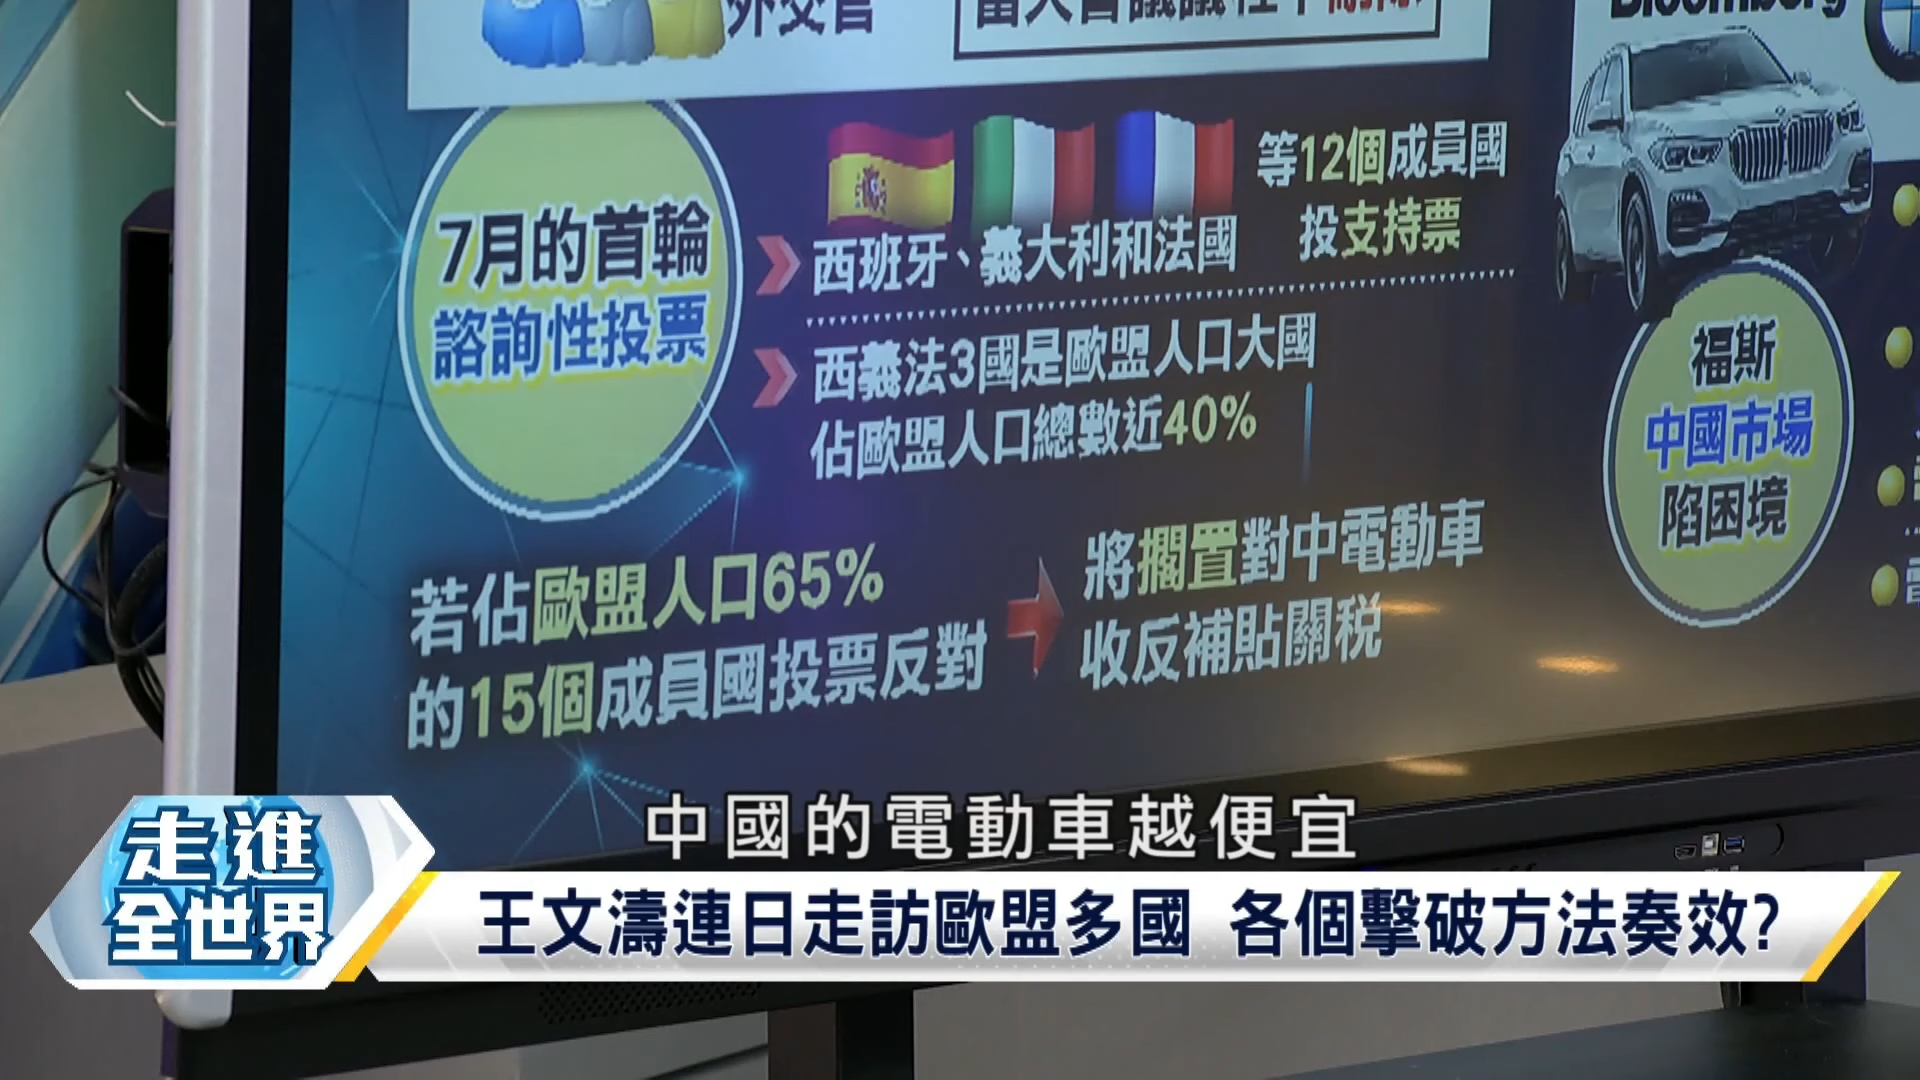 外交官
Bloomberg
7月的首輪
諮詢性投票
西班牙、義大利和法國
等12個成員國
投支持票
西義法3國是歐盟人口大國
佔歐盟人口總數近40%
若佔歐盟人口65%
的15個成員國投票反對
將擱置對中電動車
收反補貼關稅
福斯
中國市場
陷困境
中國的電動車越便宜
走進
全世界
王文濤連日走訪歐盟多國 各個擊破方法奏效?